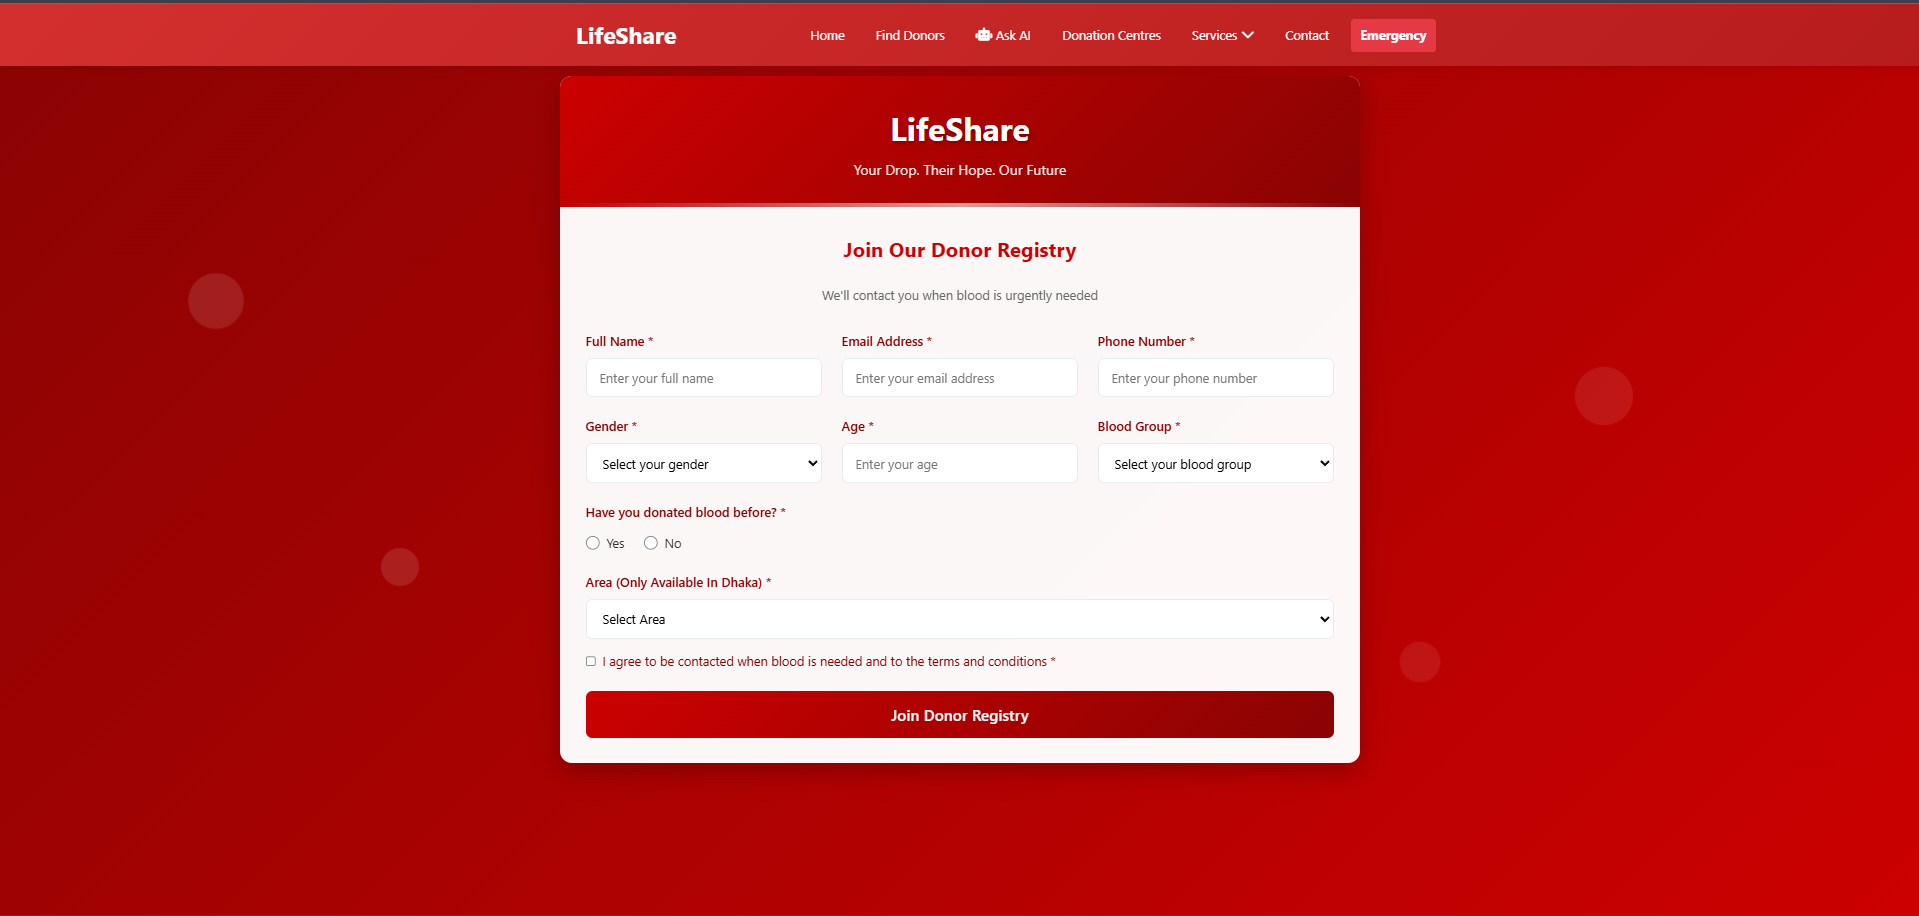 LifeShare Home Find Donors Ask AI Donation Centres Services Contact Emergency
LifeShare
Your Drop. Their Hope. Our Future
Join Our Donor Registry
We'll contact you when blood is urgently needed
Full Name * Email Address * Phone Number *
Enter your full name Enter your email address Enter your phone number
Gender * Age * Blood Group *
Select your gender Enter your age Select your blood group
Have you donated blood before? *
Yes No
Area (Only Available In Dhaka) *
Select Area
I agree to be contacted when blood is needed and to the terms and conditions *
Join Donor Registry